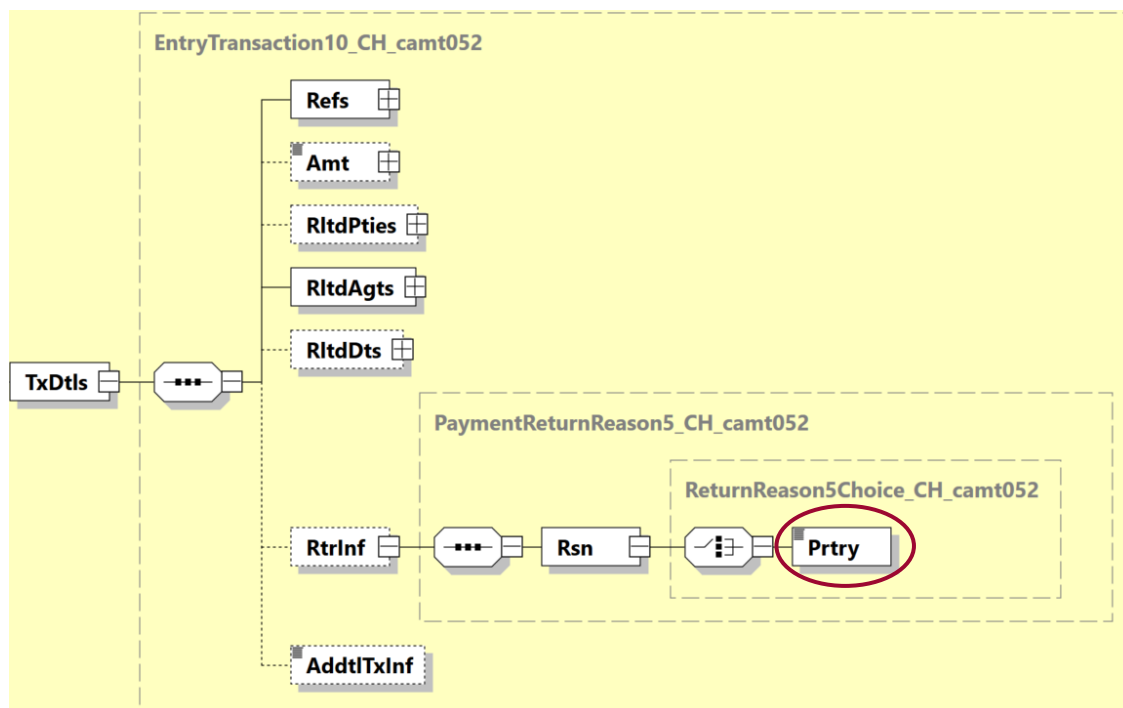 EntryTransaction10_CH_camt052
Refs
Amt
RltdPties
RltdAgts
RltdDts
TxDtls
PaymentReturnReason5_CH_camt052
ReturnReason5Choice_CH_camt052
RtrInf
Rsn
Prtry
AddtlTxInf